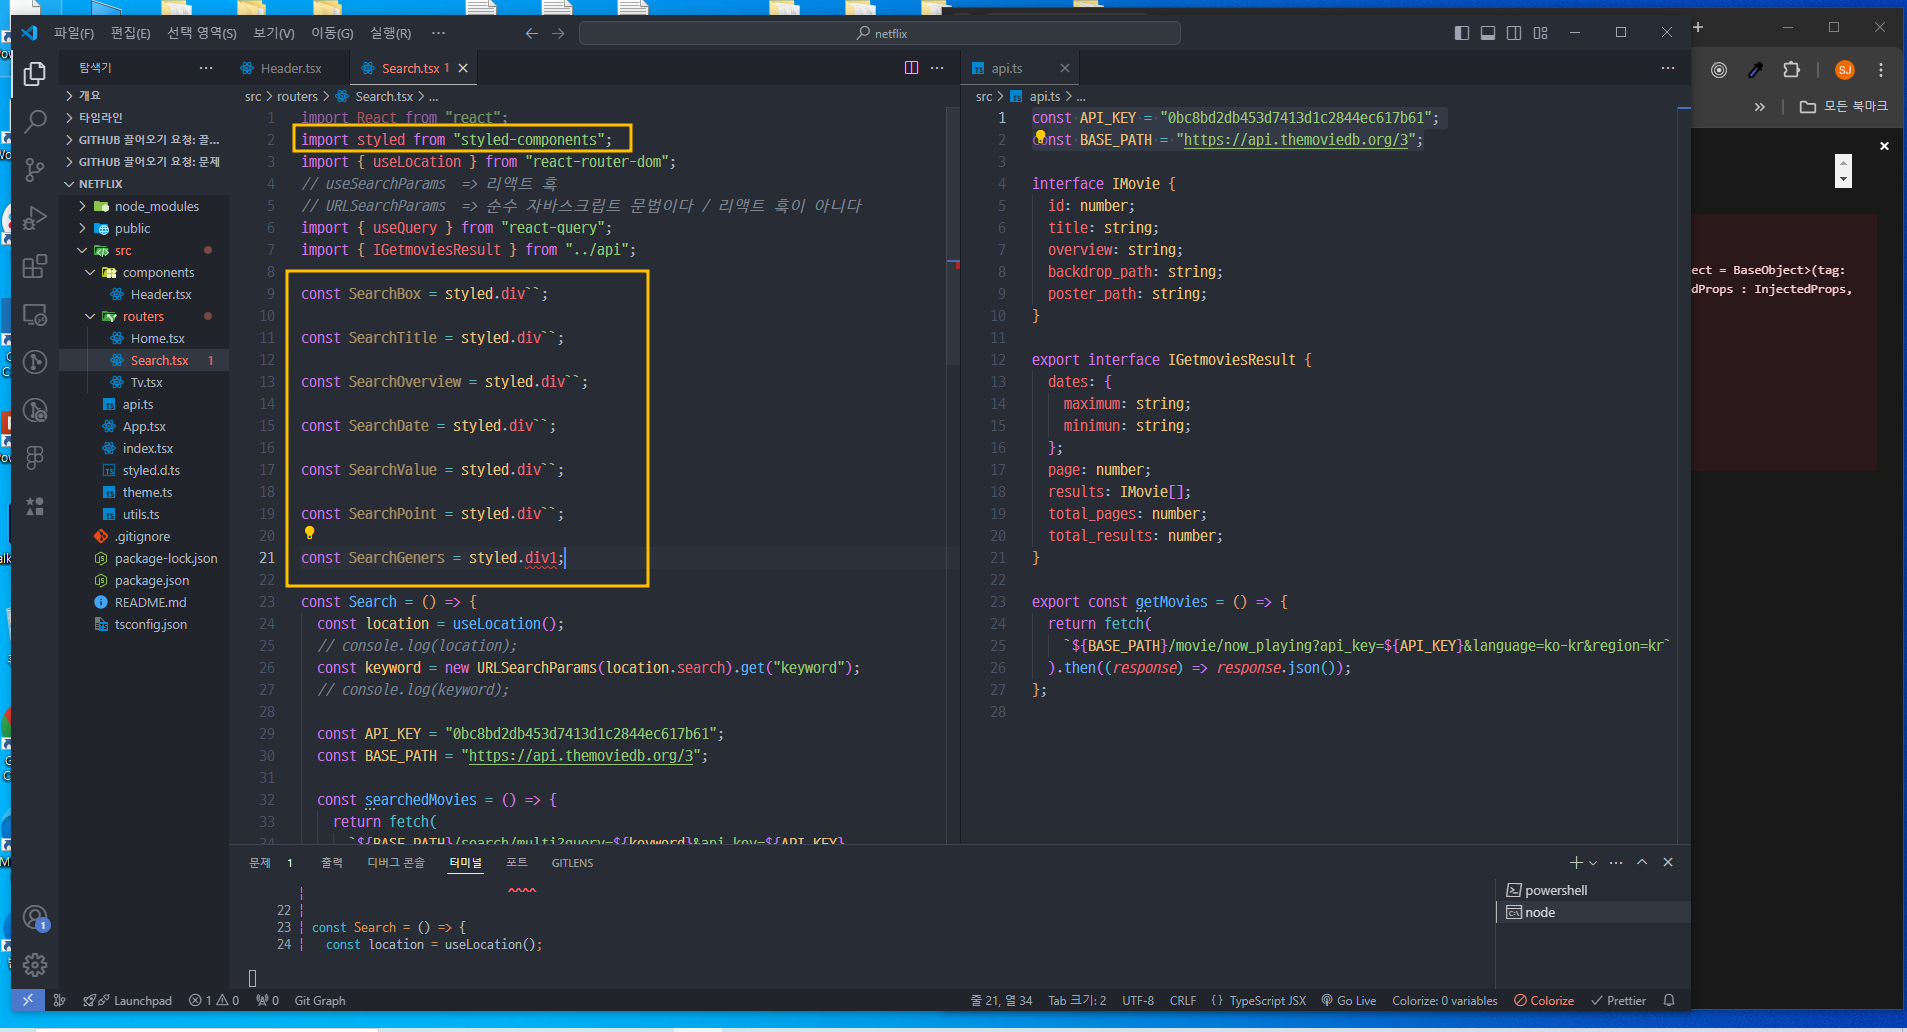 파일(F) 편집(E) 선택 영역(S) 보기(V) 이동(G) 실행(R) ··· netflix
탐색기 ···
개요
타임라인
GITHUB 끌어오기 요청: 끌...
GITHUB 끌어오기 요청: 문제
NETFLIX
node_modules
public
src
components
Header.tsx
routers
Home.tsx
Search.tsx 1
Tv.tsx
api.ts
App.tsx
index.tsx
styled.d.ts
theme.ts
utils.ts
.gitignore
package-lock.json
package.json
README.md
tsconfig.json
Header.tsx Search.tsx 1
src > routers > Search.tsx > ...
1 import React from "react";
2 import styled from "styled-components";
3 import { useLocation } from "react-router-dom";
4 // useSearchParams => 리액트 훅
5 // URLSearchParams => 순수 자바스크립트 문법이다 / 리액트 훅이 아니다
6 import { useQuery } from "react-query";
7 import { IGetmoviesResult } from "../api";
8
9 const SearchBox = styled.div``;
10
11 const SearchTitle = styled.div``;
12
13 const SearchOverview = styled.div``;
14
15 const SearchDate = styled.div``;
16
17 const SearchValue = styled.div``;
18
19 const SearchPoint = styled.div``;
20
21 const SearchGeners = styled.div1;
22
23 const Search = () => {
24 const location = useLocation();
25 // console.log(location);
26 const keyword = new URLSearchParams(location.search).get("keyword");
27 // console.log(keyword);
28
29 const API_KEY = "0bc8bd2db453d7413d1c2844ec617b61";
30 const BASE_PATH = "https://api.themoviedb.org/3";
31
32 const searchedMovies = () => {
33 return fetch(
34 `${BASE_PATH}/search/multi?query=${keyword}&api_key=${API_KEY}
api.ts
src > api.ts > ...
1 const API_KEY = "0bc8bd2db453d7413d1c2844ec617b61";
2 const BASE_PATH = "https://api.themoviedb.org/3";
3
4 interface IMovie {
5 id: number;
6 title: string;
7 overview: string;
8 backdrop_path: string;
9 poster_path: string;
10 }
11
12 export interface IGetmoviesResult {
13 dates: {
14 maximum: string;
15 minimun: string;
16 };
17 page: number;
18 results: IMovie[];
19 total_pages: number;
20 total_results: number;
21 }
22
23 export const getMovies = () => {
24 return fetch(
25 `${BASE_PATH}/movie/now_playing?api_key=${API_KEY}&language=ko-kr&region=kr`
26 ).then((response) => response.json());
27 };
28
문제 1 출력 디버그 콘솔 터미널 포트 GITLENS
^^^^
22 |
23 | const Search = () => {
24 | const location = useLocation();
powershell
node
Launchpad 1 0 0 Git Graph
줄 21, 열 34 Tab 크기: 2 UTF-8 CRLF {} TypeScript JSX Go Live Colorize: 0 variables Colorize Prettier
SJ
모든 북마크
ect = BaseObject>(tag:
dProps : InjectedProps,